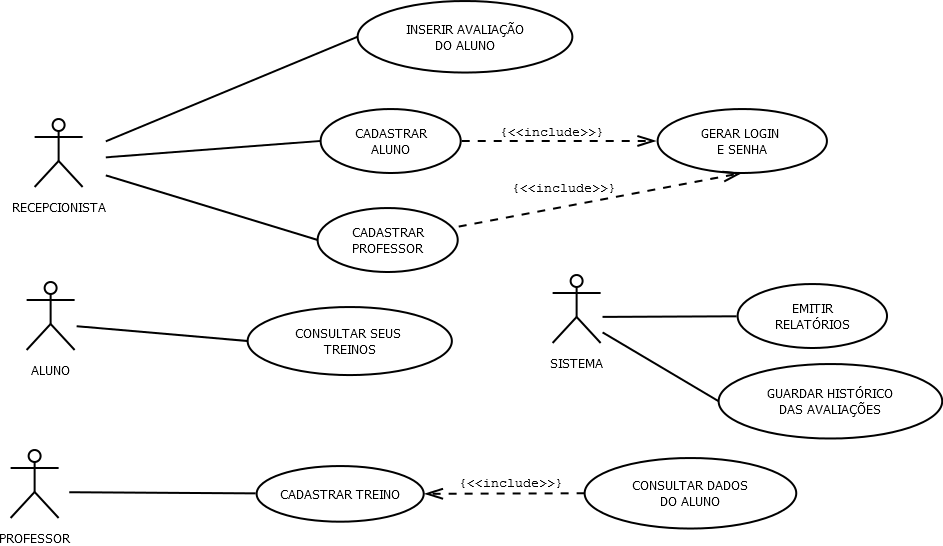 INSERIR AVALIAÇÃO
DO ALUNO
CADASTRAR
ALUNO
{<<include>>}
GERAR LOGIN
E SENHA
RECEPCIONISTA
{<<include>>}
CADASTRAR
PROFESSOR
ALUNO
CONSULTAR SEUS
TREINOS
SISTEMA
EMITIR
RELATÓRIOS
GUARDAR HISTÓRICO
DAS AVALIAÇÕES
PROFESSOR
CADASTRAR TREINO
{<<include>>}
CONSULTAR DADOS
DO ALUNO